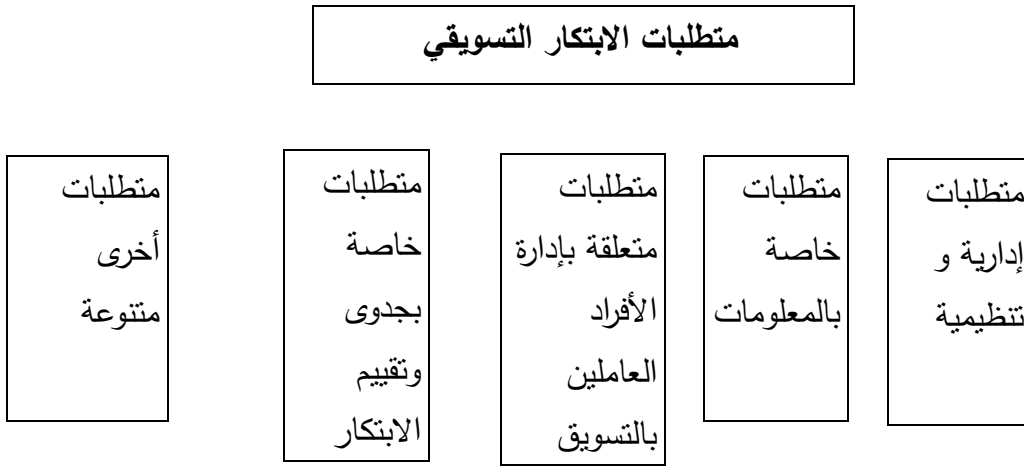 متطلبات الابتكار التسويقي
متطلبات
إدارية و
تنظيمية
متطلبات
خاصة
بالمعلومات
متطلبات
متعلقة بإدارة
الأفراد
العاملين
بالتسويق
متطلبات
خاصة
بجدوى
وتقييم
الابتكار
متطلبات
أخرى
متنوعة